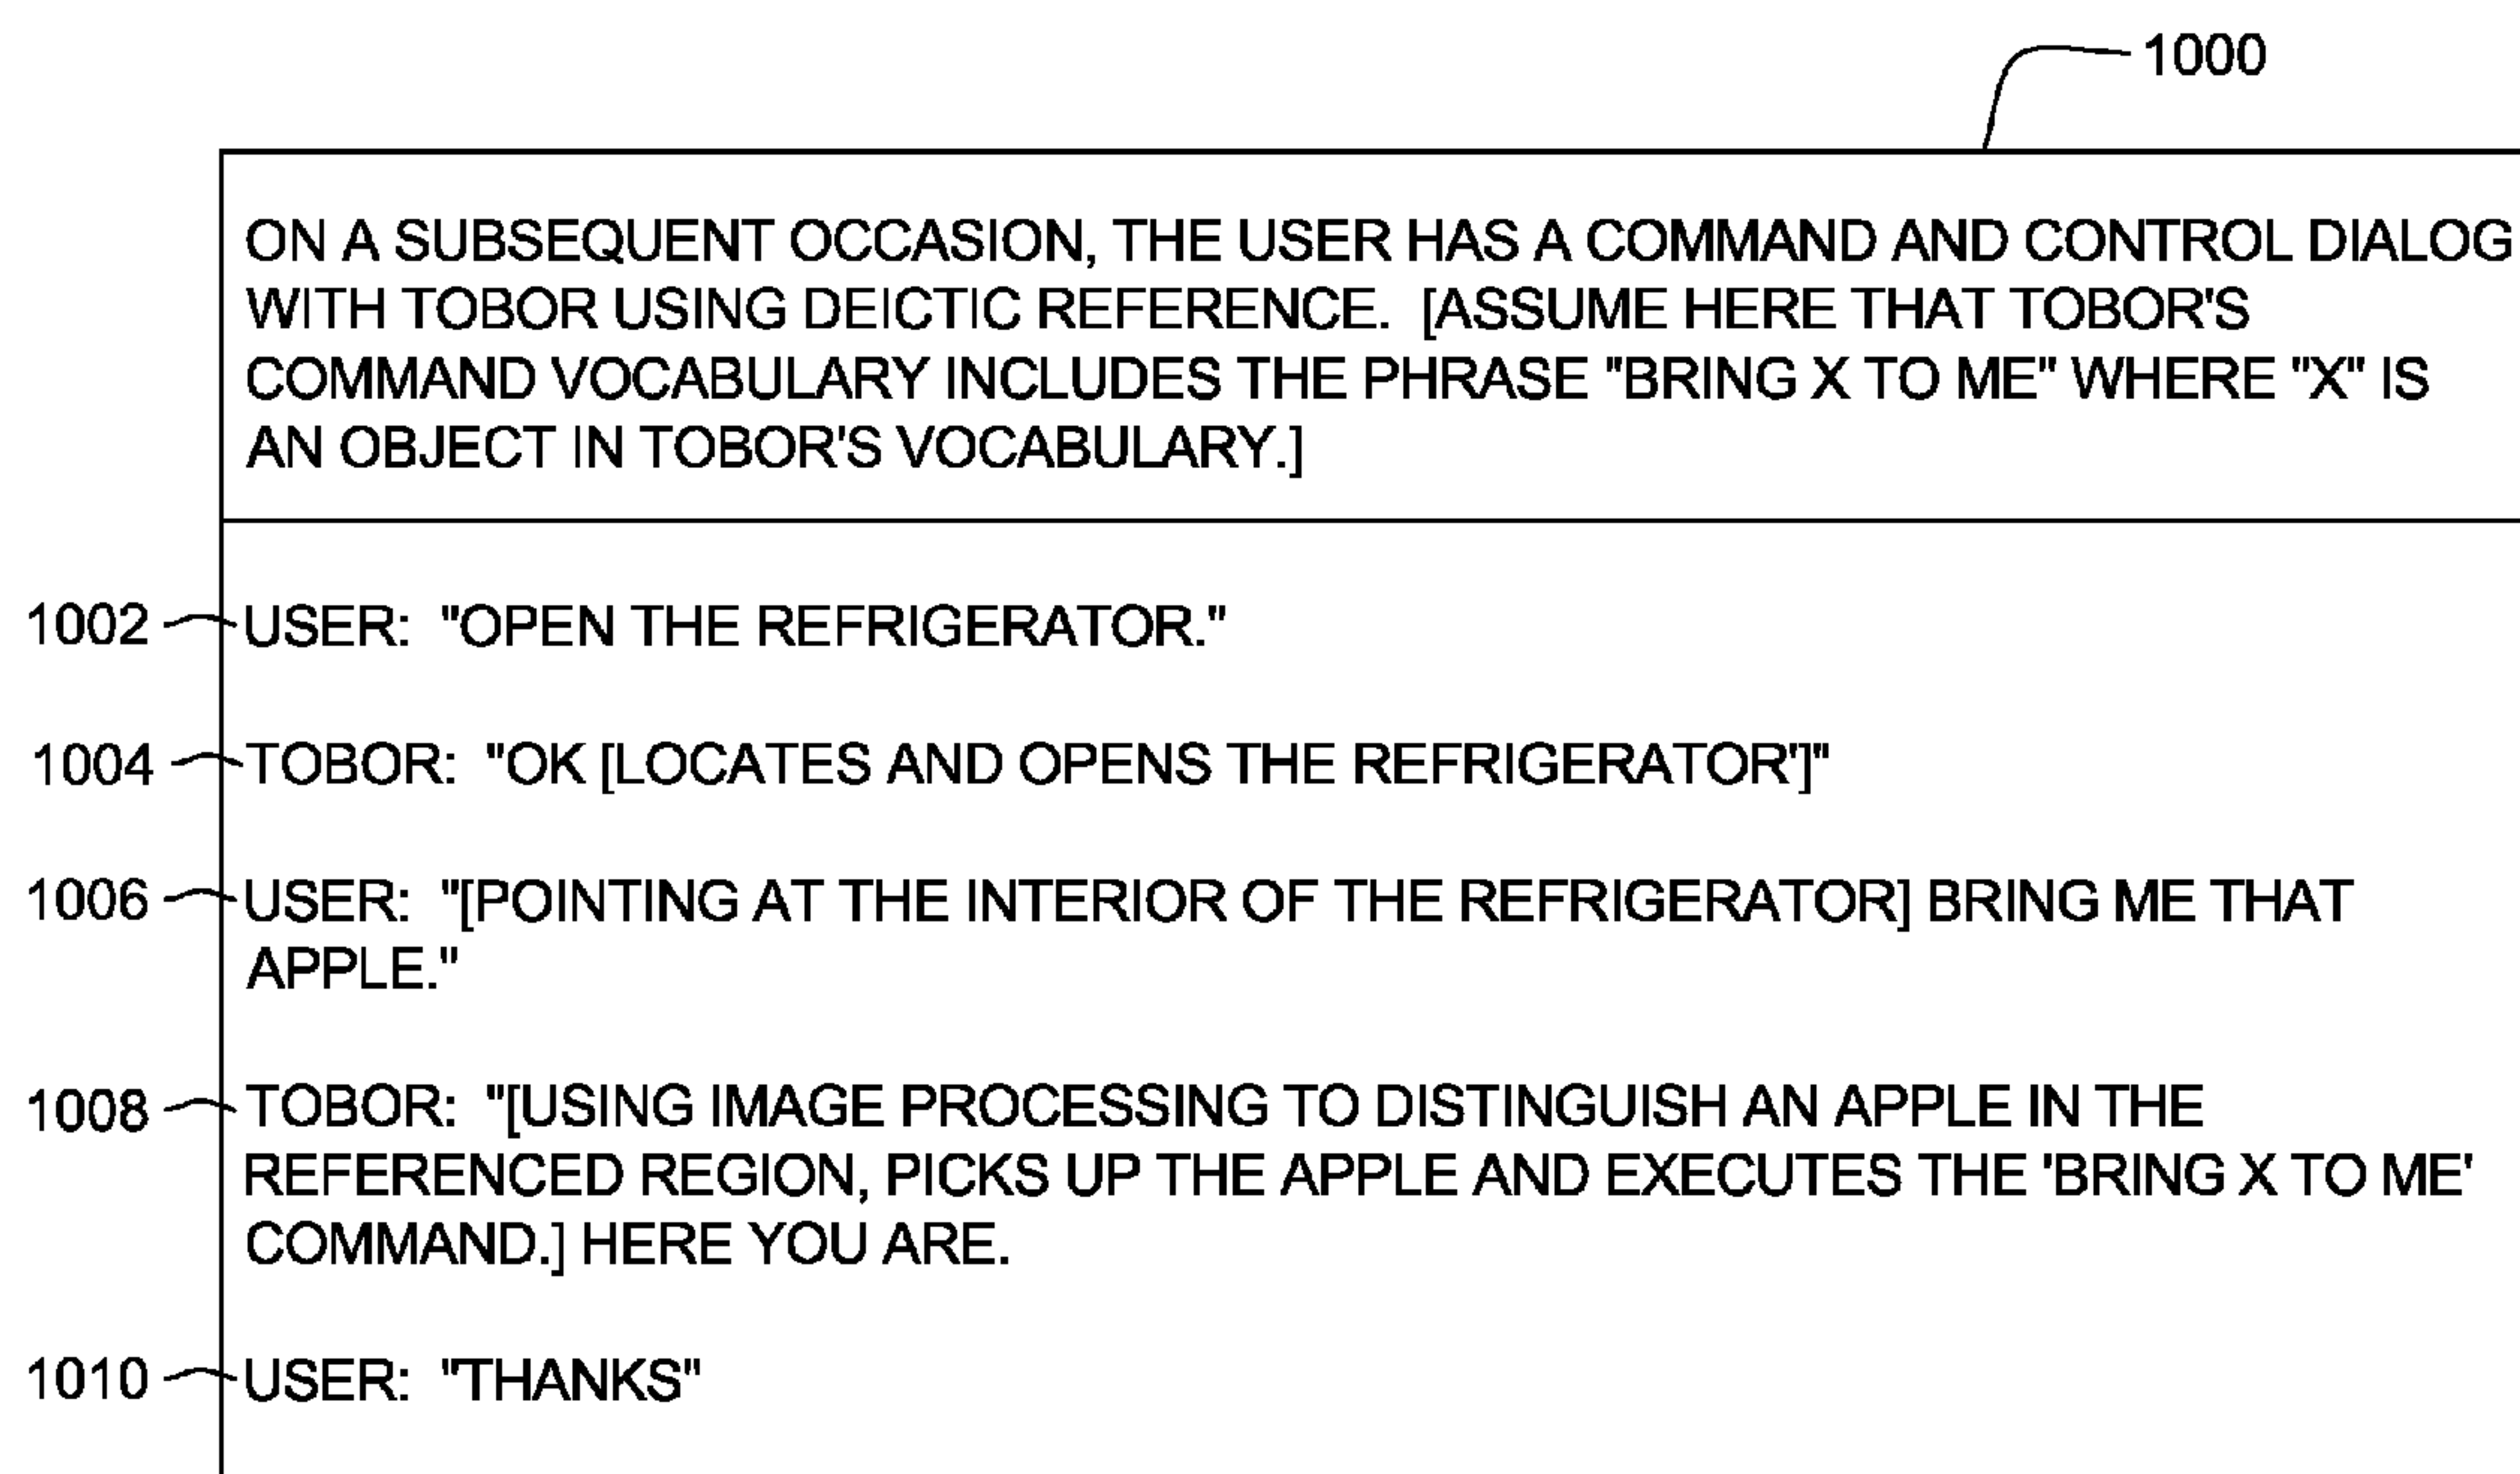 1000
ON A SUBSEQUENT OCCASION, THE USER HAS A COMMAND AND CONTROL DIALOG
WITH TOBOR USING DEICTIC REFERENCE. [ASSUME HERE THAT TOBOR'S
COMMAND VOCABULARY INCLUDES THE PHRASE "BRING X TO ME" WHERE "X" IS
AN OBJECT IN TOBOR'S VOCABULARY.]
1002 USER: "OPEN THE REFRIGERATOR."
1004 TOBOR: "OK [LOCATES AND OPENS THE REFRIGERATOR']"
1006 USER: "[POINTING AT THE INTERIOR OF THE REFRIGERATOR] BRING ME THAT
APPLE."
1008 TOBOR: "[USING IMAGE PROCESSING TO DISTINGUISH AN APPLE IN THE
REFERENCED REGION, PICKS UP THE APPLE AND EXECUTES THE 'BRING X TO ME'
COMMAND.] HERE YOU ARE.
1010 USER: "THANKS"